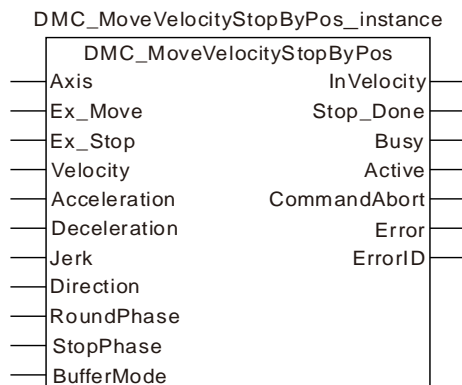 DMC_MoveVelocityStopByPos_instance
DMC_MoveVelocityStopByPos
Axis InVelocity
Ex_Move Stop_Done
Ex_Stop Busy
Velocity Active
Acceleration CommandAbort
Deceleration Error
Jerk ErrorID
Direction
RoundPhase
StopPhase
BufferMode